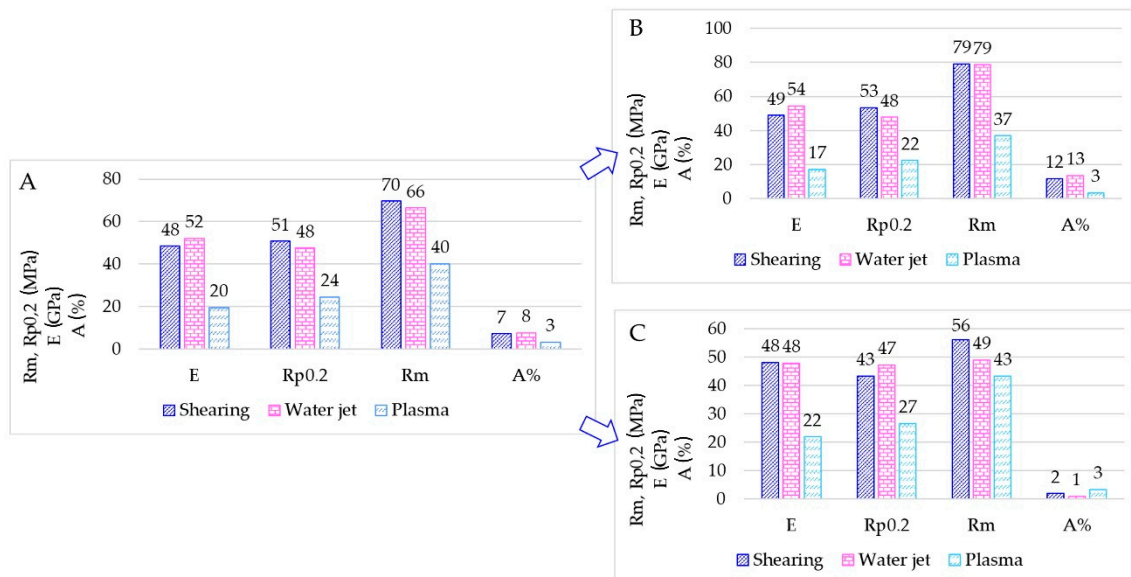 A
Rm, Rp0,2 (MPa)
E (GPa)
A (%)
80
60
40
20
0
48 52 20
51 48 24
70 66 40
7 8 3
E Rp0.2 Rm A%
Shearing Water jet Plasma
B
Rm, Rp0,2 (MPa)
E (GPa)
A (%)
100
80
60
40
20
0
49 54 17
53 48 22
79 79 37
12 13 3
E Rp0.2 Rm A%
Shearing Water jet Plasma
C
Rm, Rp0,2 (MPa)
E (GPa)
A (%)
60
50
40
30
20
10
0
48 48 22
43 47 27
56 49 43
2 1 3
E Rp0.2 Rm A%
Shearing Water jet Plasma